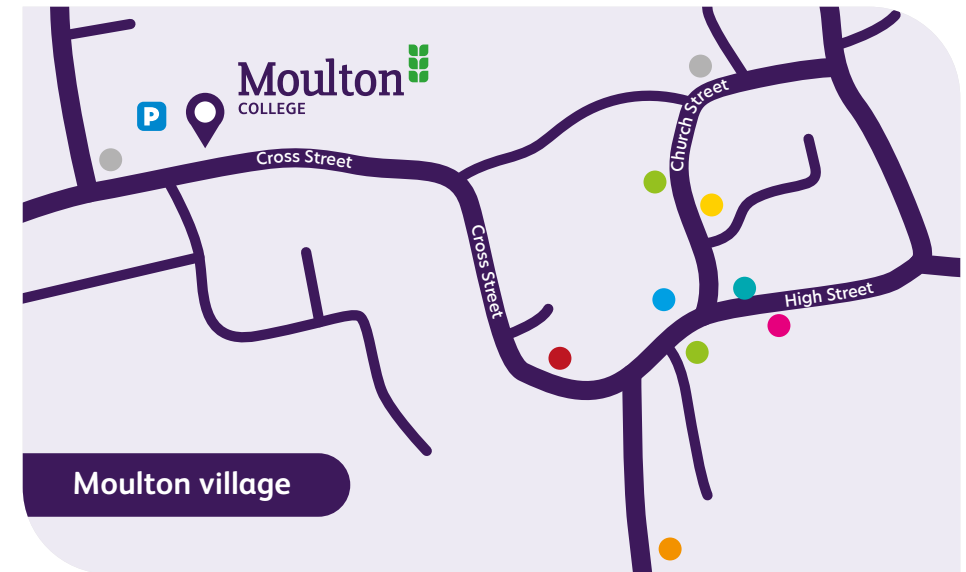 Moulton
COLLEGE
P
Cross Street
Church Street
Cross Street
High Street
Moulton village